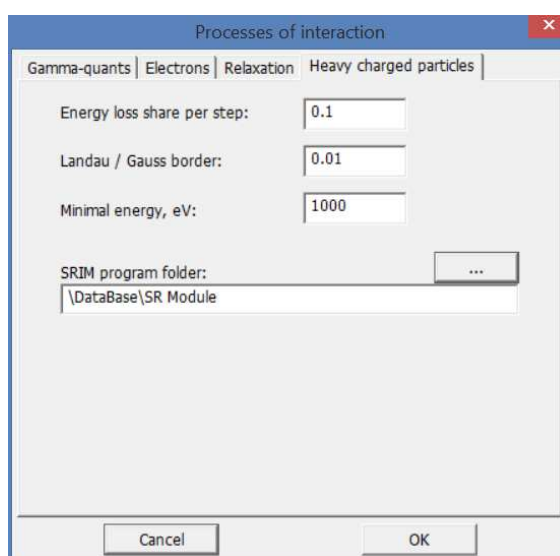 Processes of interaction
Gamma-quants Electrons Relaxation Heavy charged particles
Energy loss share per step: 0.1
Landau / Gauss border: 0.01
Minimal energy, eV: 1000
SRIM program folder: ...
\DataBase\SR Module
Cancel OK